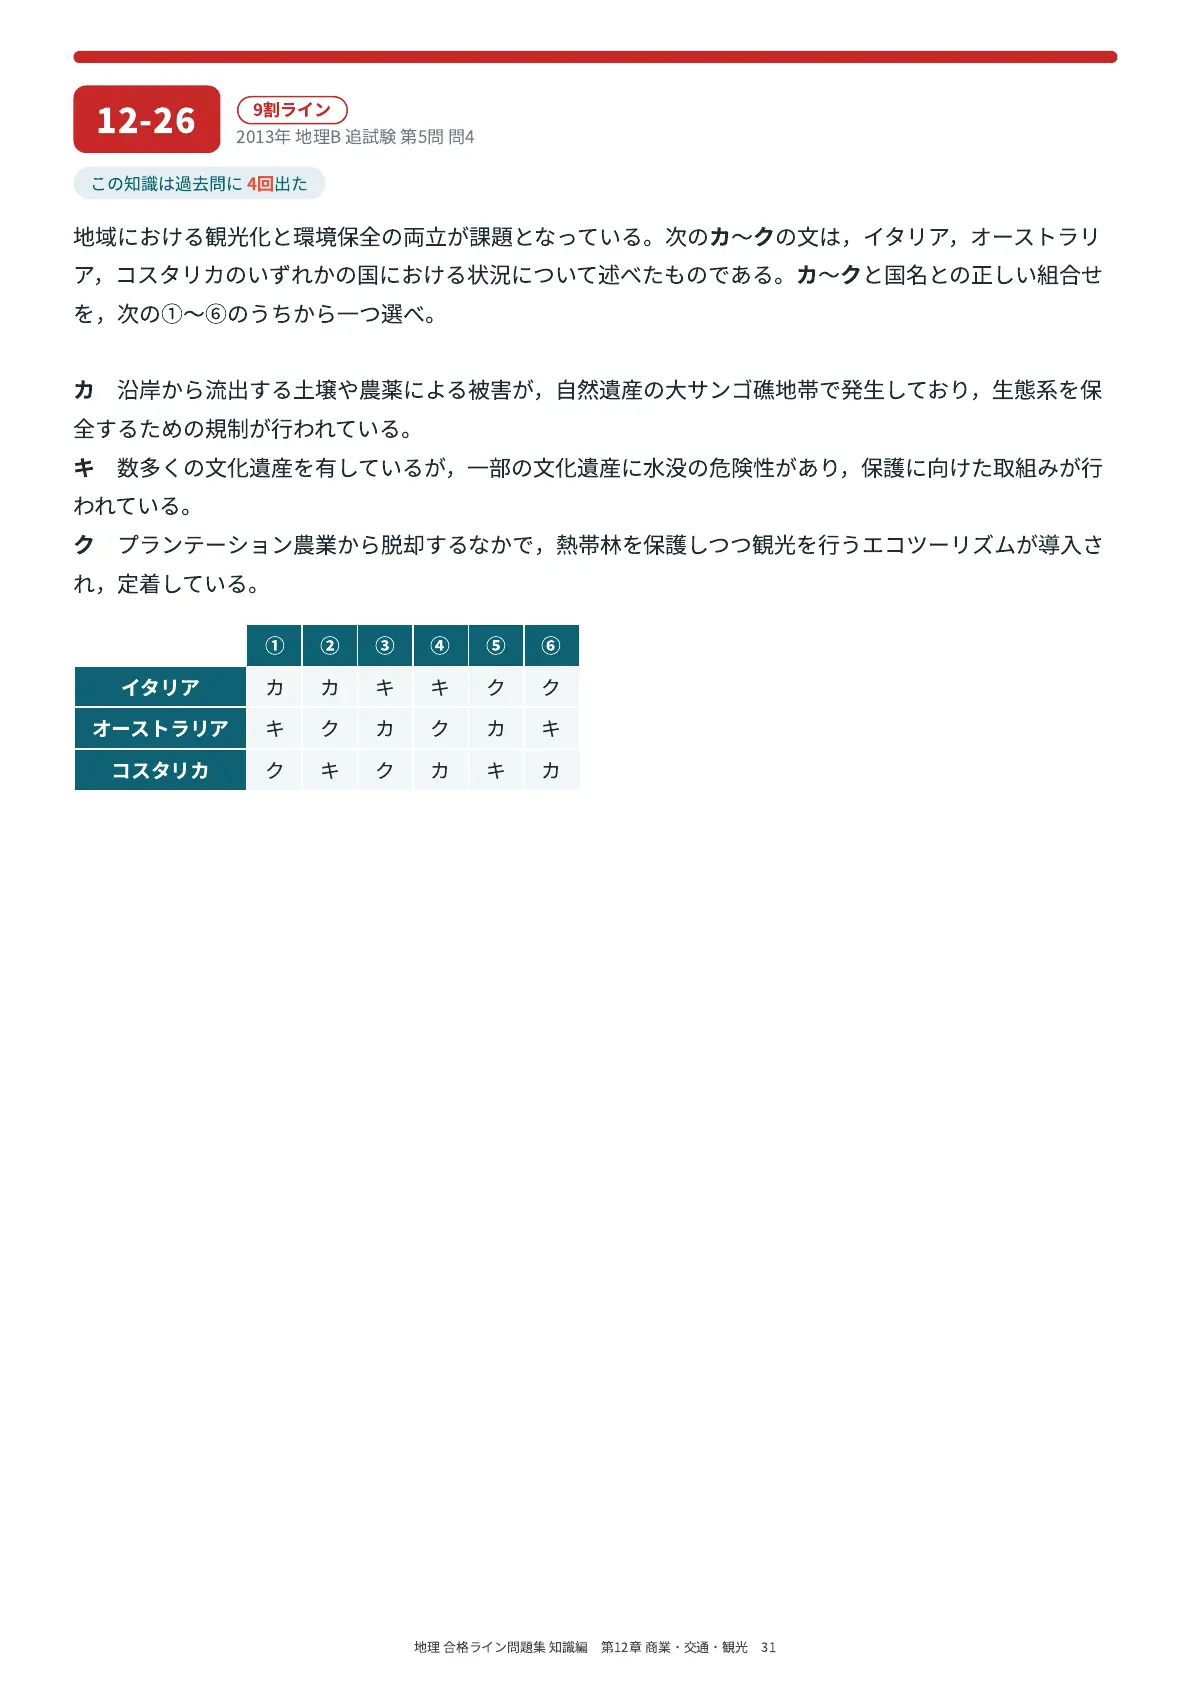 12-26
9割ライン
2013年 地理B 追試験 第5問 問4
この知識は過去問に 4回出た
地域における観光化と環境保全の両立が課題となっている。次のカ～クの文は，イタリア，オーストラリ
ア，コスタリカのいずれかの国における状況について述べたものである。カ～クと国名との正しい組合せ
を，次の①～⑥のうちから一つ選べ。
カ　沿岸から流出する土壌や農薬による被害が，自然遺産の大サンゴ礁地帯で発生しており，生態系を保
全するための規制が行われている。
キ　数多くの文化遺産を有しているが，一部の文化遺産に水没の危険性があり，保護に向けた取組みが行
われている。
ク　プランテーション農業から脱却するなかで，熱帯林を保護しつつ観光を行うエコツーリズムが導入さ
れ，定着している。
① ② ③ ④ ⑤ ⑥
イタリア カ カ キ キ ク ク
オーストラリア キ ク カ ク カ キ
コスタリカ ク キ ク カ キ カ
地理 合格ライン問題集 知識編　第12章 商業・交通・観光　31